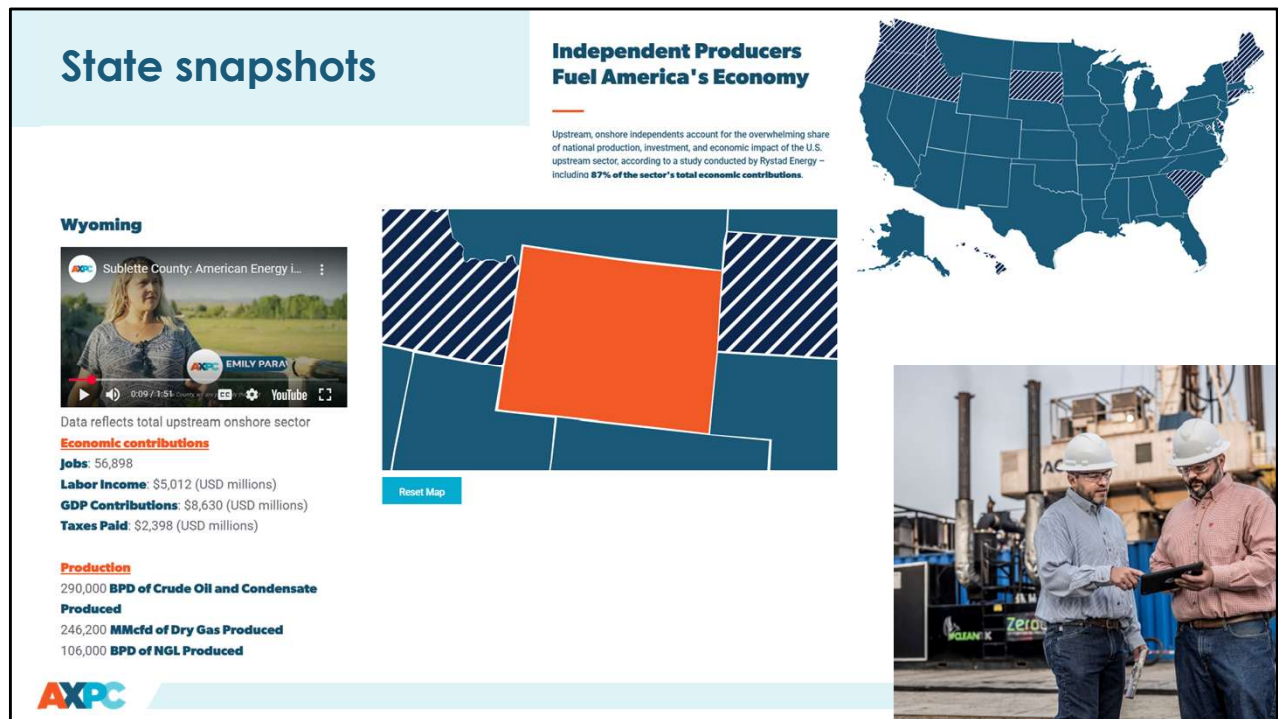 State snapshots
Independent Producers
Fuel America's Economy
Upstream, onshore independents account for the overwhelming share
of national production, investment, and economic impact of the U.S.
upstream sector, according to a study conducted by Rystad Energy –
including 87% of the sector's total economic contributions.
Wyoming
AXPC
Sublette County: American Energy i...
AXPC
EMILY PARA
0:09 / 1:51
CC
YouTube
Data reflects total upstream onshore sector
Economic contributions
Jobs: 56,898
Labor Income: $5,012 (USD millions)
GDP Contributions: $8,630 (USD millions)
Taxes Paid: $2,398 (USD millions)
Production
290,000 BPD of Crude Oil and Condensate
Produced
246,200 MMcfd of Dry Gas Produced
106,000 BPD of NGL Produced
Reset Map
AXPC